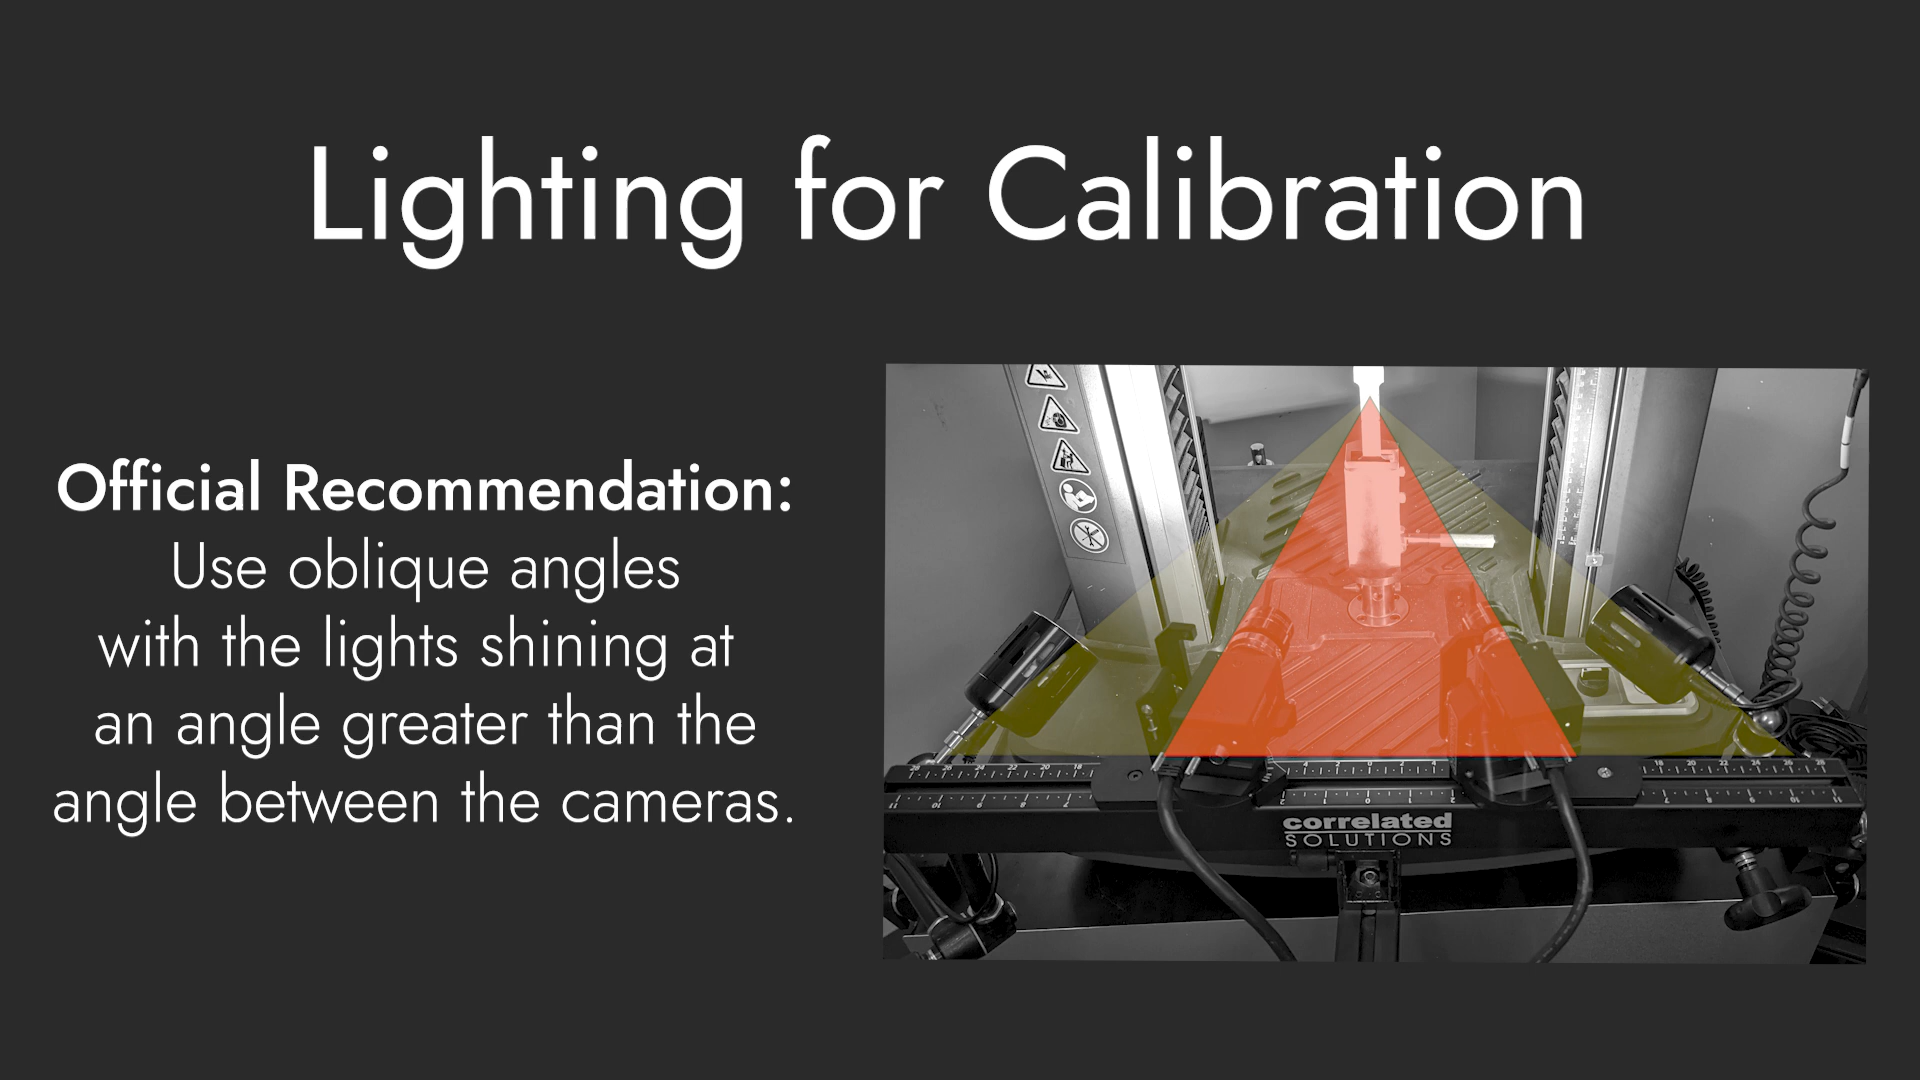 Lighting for Calibration
Official Recommendation:
Use oblique angles
with the lights shining at
an angle greater than the
angle between the cameras.
correlated
SOLUTIONS